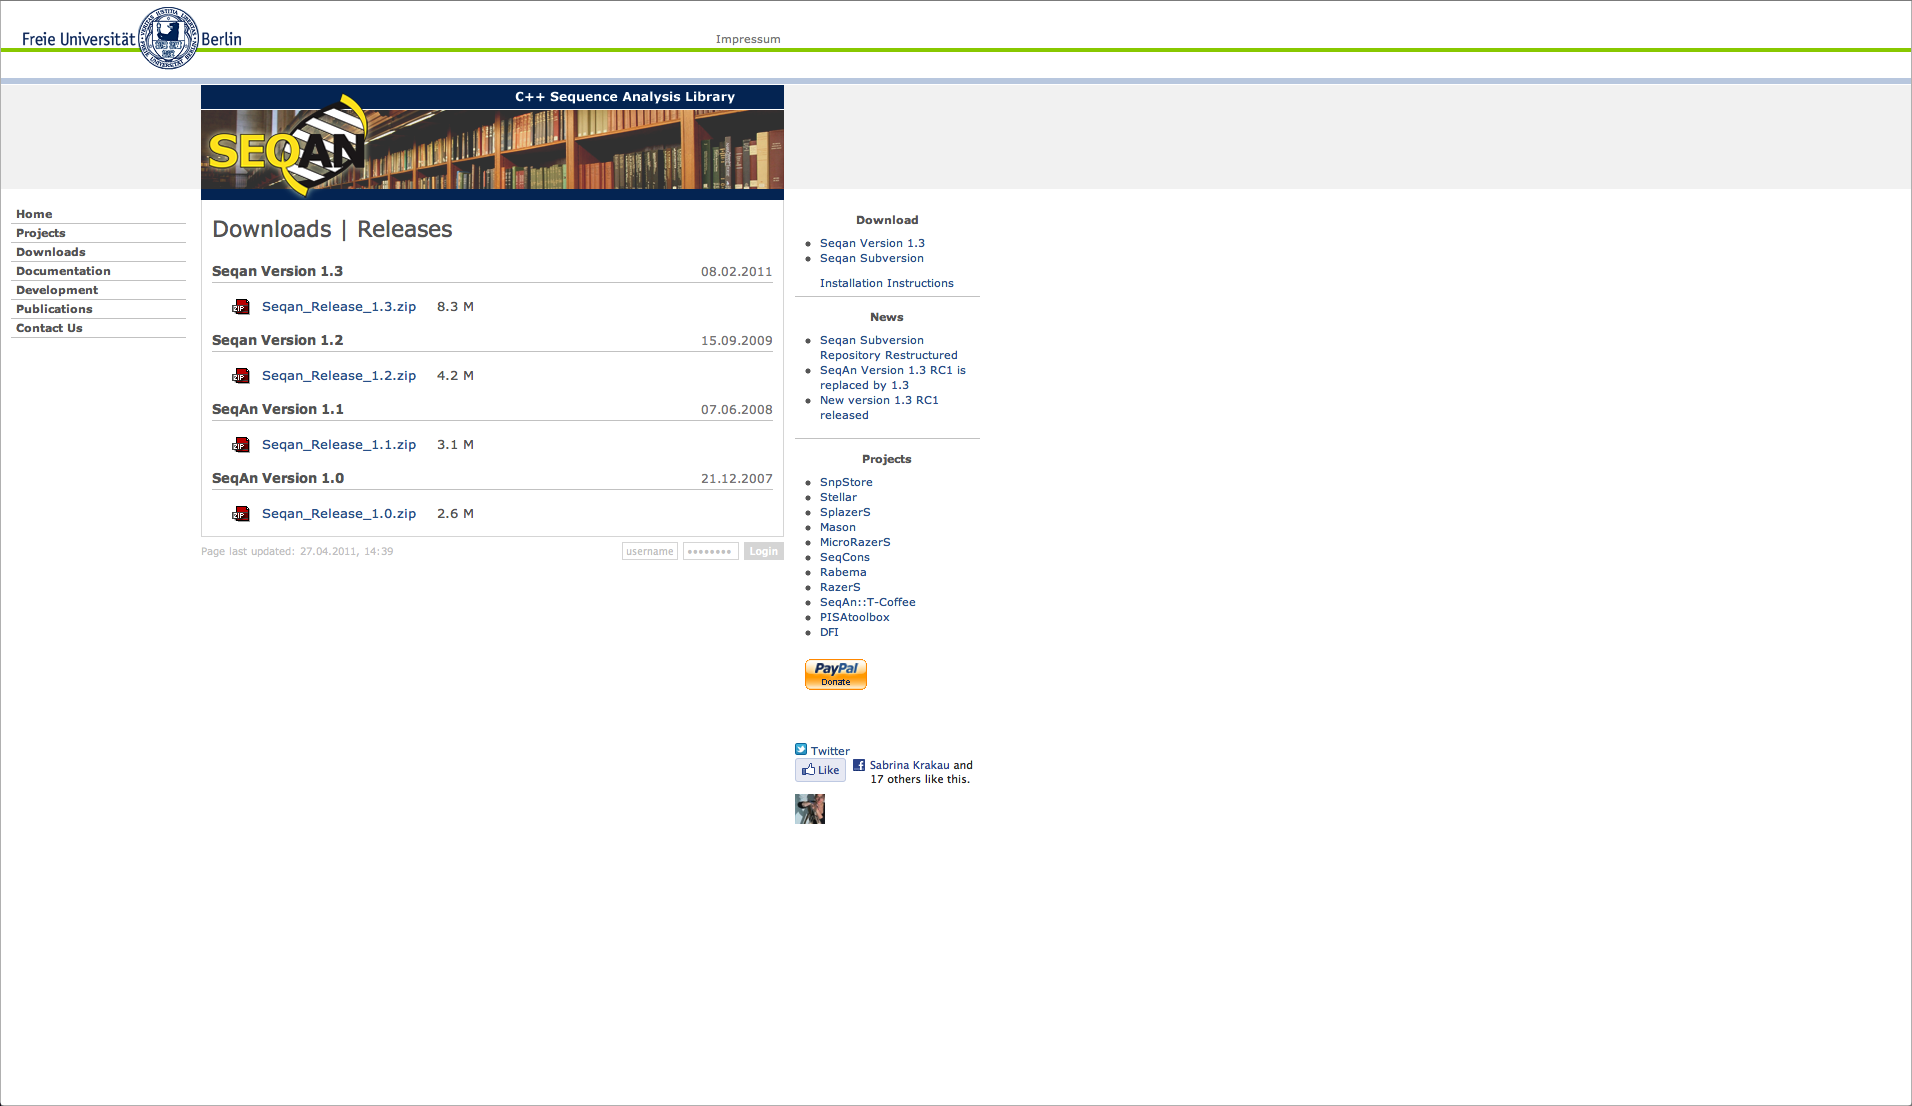 Freie Universität Berlin
Impressum
C++ Sequence Analysis Library
SEQAN
Home
Projects
Downloads
Documentation
Development
Publications
Contact Us
Downloads | Releases
Seqan Version 1.3 08.02.2011
ZIP Seqan_Release_1.3.zip 8.3 M
Seqan Version 1.2 15.09.2009
ZIP Seqan_Release_1.2.zip 4.2 M
SeqAn Version 1.1 07.06.2008
ZIP Seqan_Release_1.1.zip 3.1 M
SeqAn Version 1.0 21.12.2007
ZIP Seqan_Release_1.0.zip 2.6 M
Page last updated: 27.04.2011, 14:39 username •••••••• Login
Download
Seqan Version 1.3
Seqan Subversion
Installation Instructions
News
Seqan Subversion
Repository Restructured
SeqAn Version 1.3 RC1 is
replaced by 1.3
New version 1.3 RC1
released
Projects
SnpStore
Stellar
SplazerS
Mason
MicroRazerS
SeqCons
Rabema
RazerS
SeqAn::T-Coffee
PISAtoolbox
DFI
PayPal
Donate
Twitter
Like Sabrina Krakau and
17 others like this.